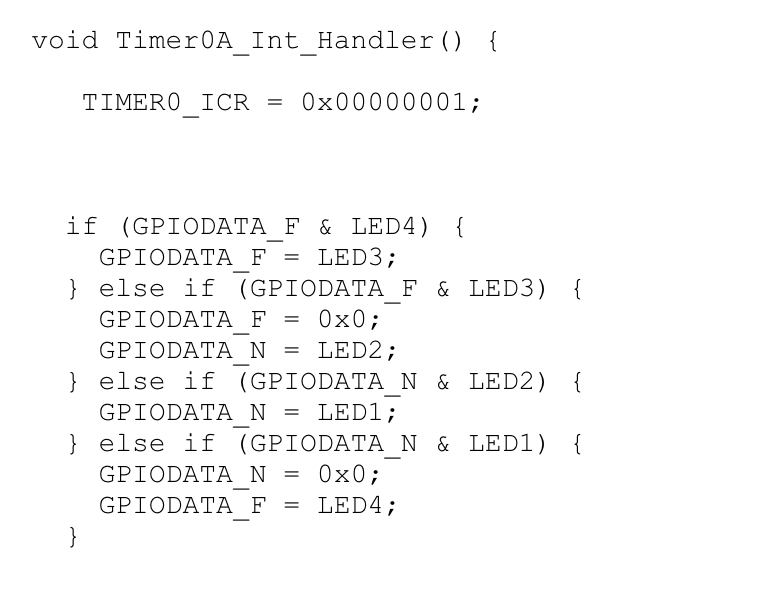 void Timer0A_Int_Handler() {
TIMER0_ICR = 0x00000001;
if (GPIODATA_F & LED4) {
GPIODATA_F = LED3;
} else if (GPIODATA_F & LED3) {
GPIODATA_F = 0x0;
GPIODATA_N = LED2;
} else if (GPIODATA_N & LED2) {
GPIODATA_N = LED1;
} else if (GPIODATA_N & LED1) {
GPIODATA_N = 0x0;
GPIODATA_F = LED4;
}